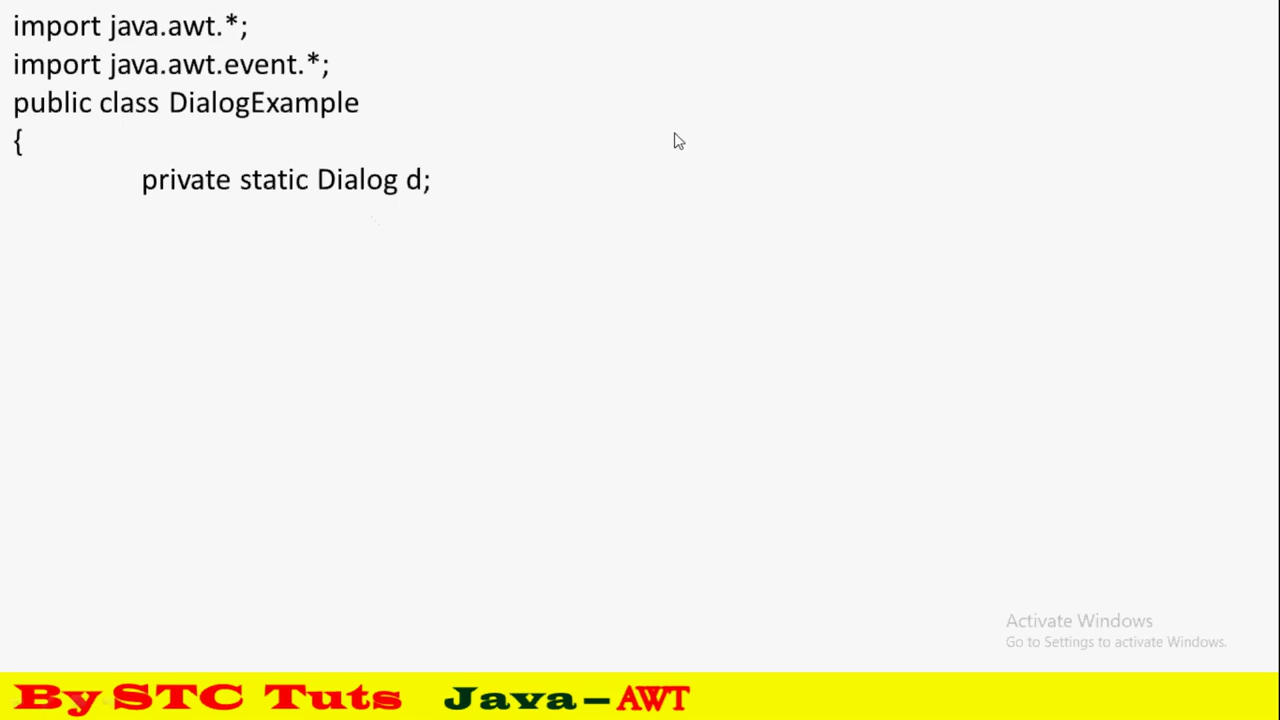 import java.awt.*;
import java.awt.event.*;
public class DialogExample
{
private static Dialog d;
Activate Windows
Go to Settings to activate Windows.
By STC Tuts Java – AWT